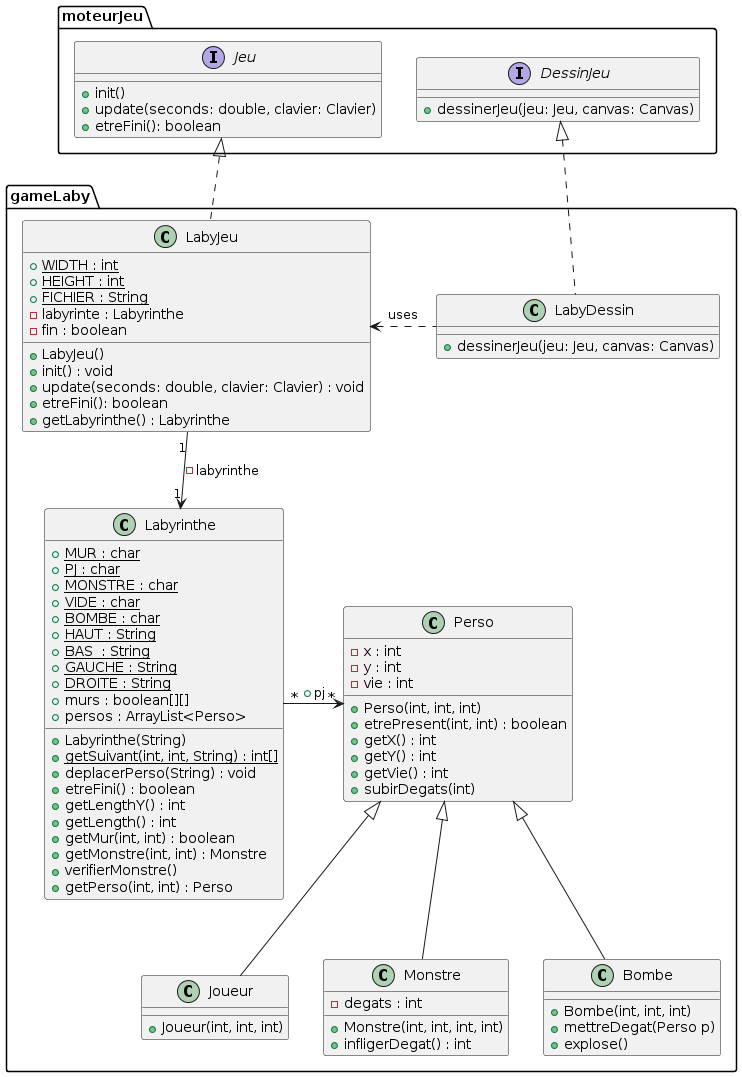 moteurJeu
I Jeu
init()
update(seconds: double, clavier: Clavier)
etreFini(): boolean
I DessinJeu
dessinerJeu(jeu: Jeu, canvas: Canvas)
gameLaby
C LabyJeu
WIDTH : int
HEIGHT : int
FICHIER : String
labyrinte : Labyrinthe
fin : boolean
LabyJeu()
init() : void
update(seconds: double, clavier: Clavier) : void
etreFini(): boolean
getLabyrinthe() : Labyrinthe
uses
C LabyDessin
dessinerJeu(jeu: Jeu, canvas: Canvas)
1
labyrinthe
1
C Labyrinthe
MUR : char
PJ : char
MONSTRE : char
VIDE : char
BOMBE : char
HAUT : String
BAS : String
GAUCHE : String
DROITE : String
murs : boolean[][]
persos : ArrayList<Perso>
Labyrinthe(String)
getSuivant(int, int, String) : int[]
deplacerPerso(String) : void
etreFini() : boolean
getLengthY() : int
getLength() : int
getMur(int, int) : boolean
getMonstre(int, int) : Monstre
verifierMonstre()
getPerso(int, int) : Perso
* pj *
C Perso
x : int
y : int
vie : int
Perso(int, int, int)
etrePresent(int, int) : boolean
getX() : int
getY() : int
getVie() : int
subirDegats(int)
C Joueur
Joueur(int, int, int)
C Monstre
degats : int
Monstre(int, int, int, int)
infligerDegat() : int
C Bombe
Bombe(int, int, int)
mettreDegat(Perso p)
explose()